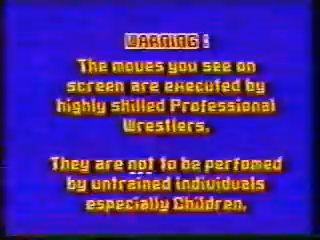 WARNING:
The moves you see on
screen are executed by
highly skilled Professional
Wrestlers.
They are not to be perfomed
by untrained individuals
especially Children.